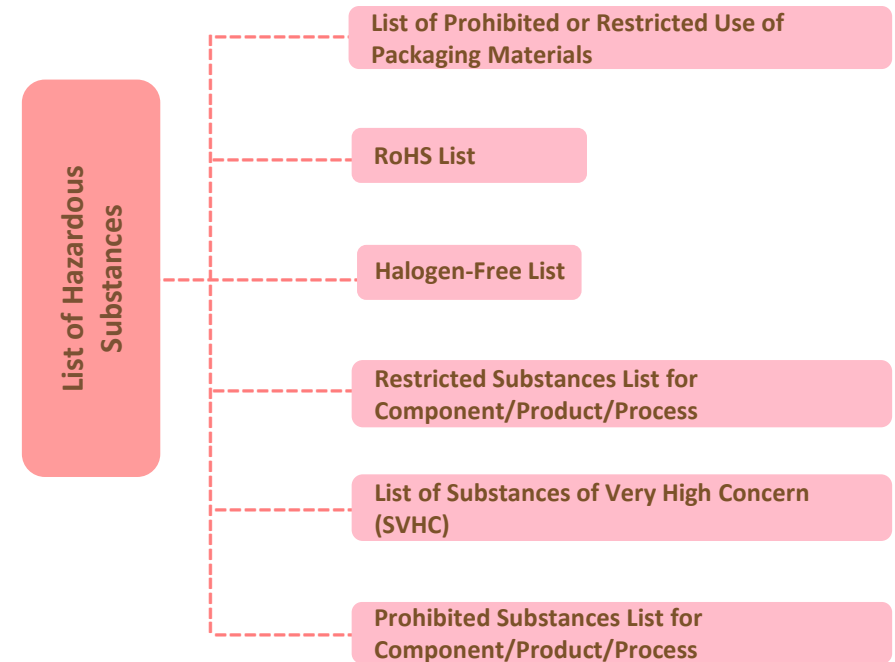 List of Hazardous
Substances
List of Prohibited or Restricted Use of
Packaging Materials
RoHS List
Halogen-Free List
Restricted Substances List for
Component/Product/Process
List of Substances of Very High Concern
(SVHC)
Prohibited Substances List for
Component/Product/Process